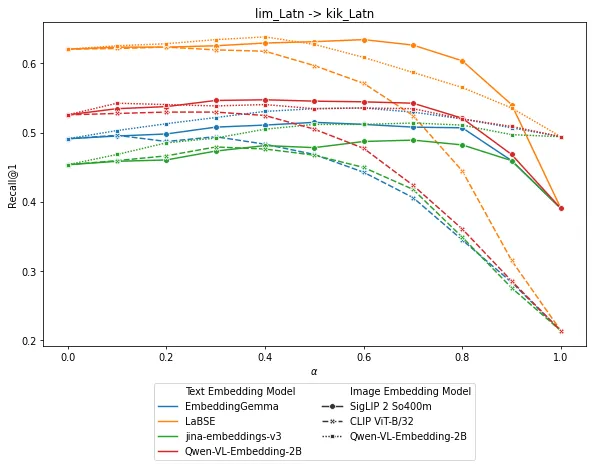 lim_Latn -> kik_Latn
Recall@1
0.6
0.5
0.4
0.3
0.2
0.0 0.2 0.4 0.6 0.8 1.0
α
Text Embedding Model Image Embedding Model
EmbeddingGemma SigLIP 2 So400m
LaBSE CLIP ViT-B/32
jina-embeddings-v3 Qwen-VL-Embedding-2B
Qwen-VL-Embedding-2B